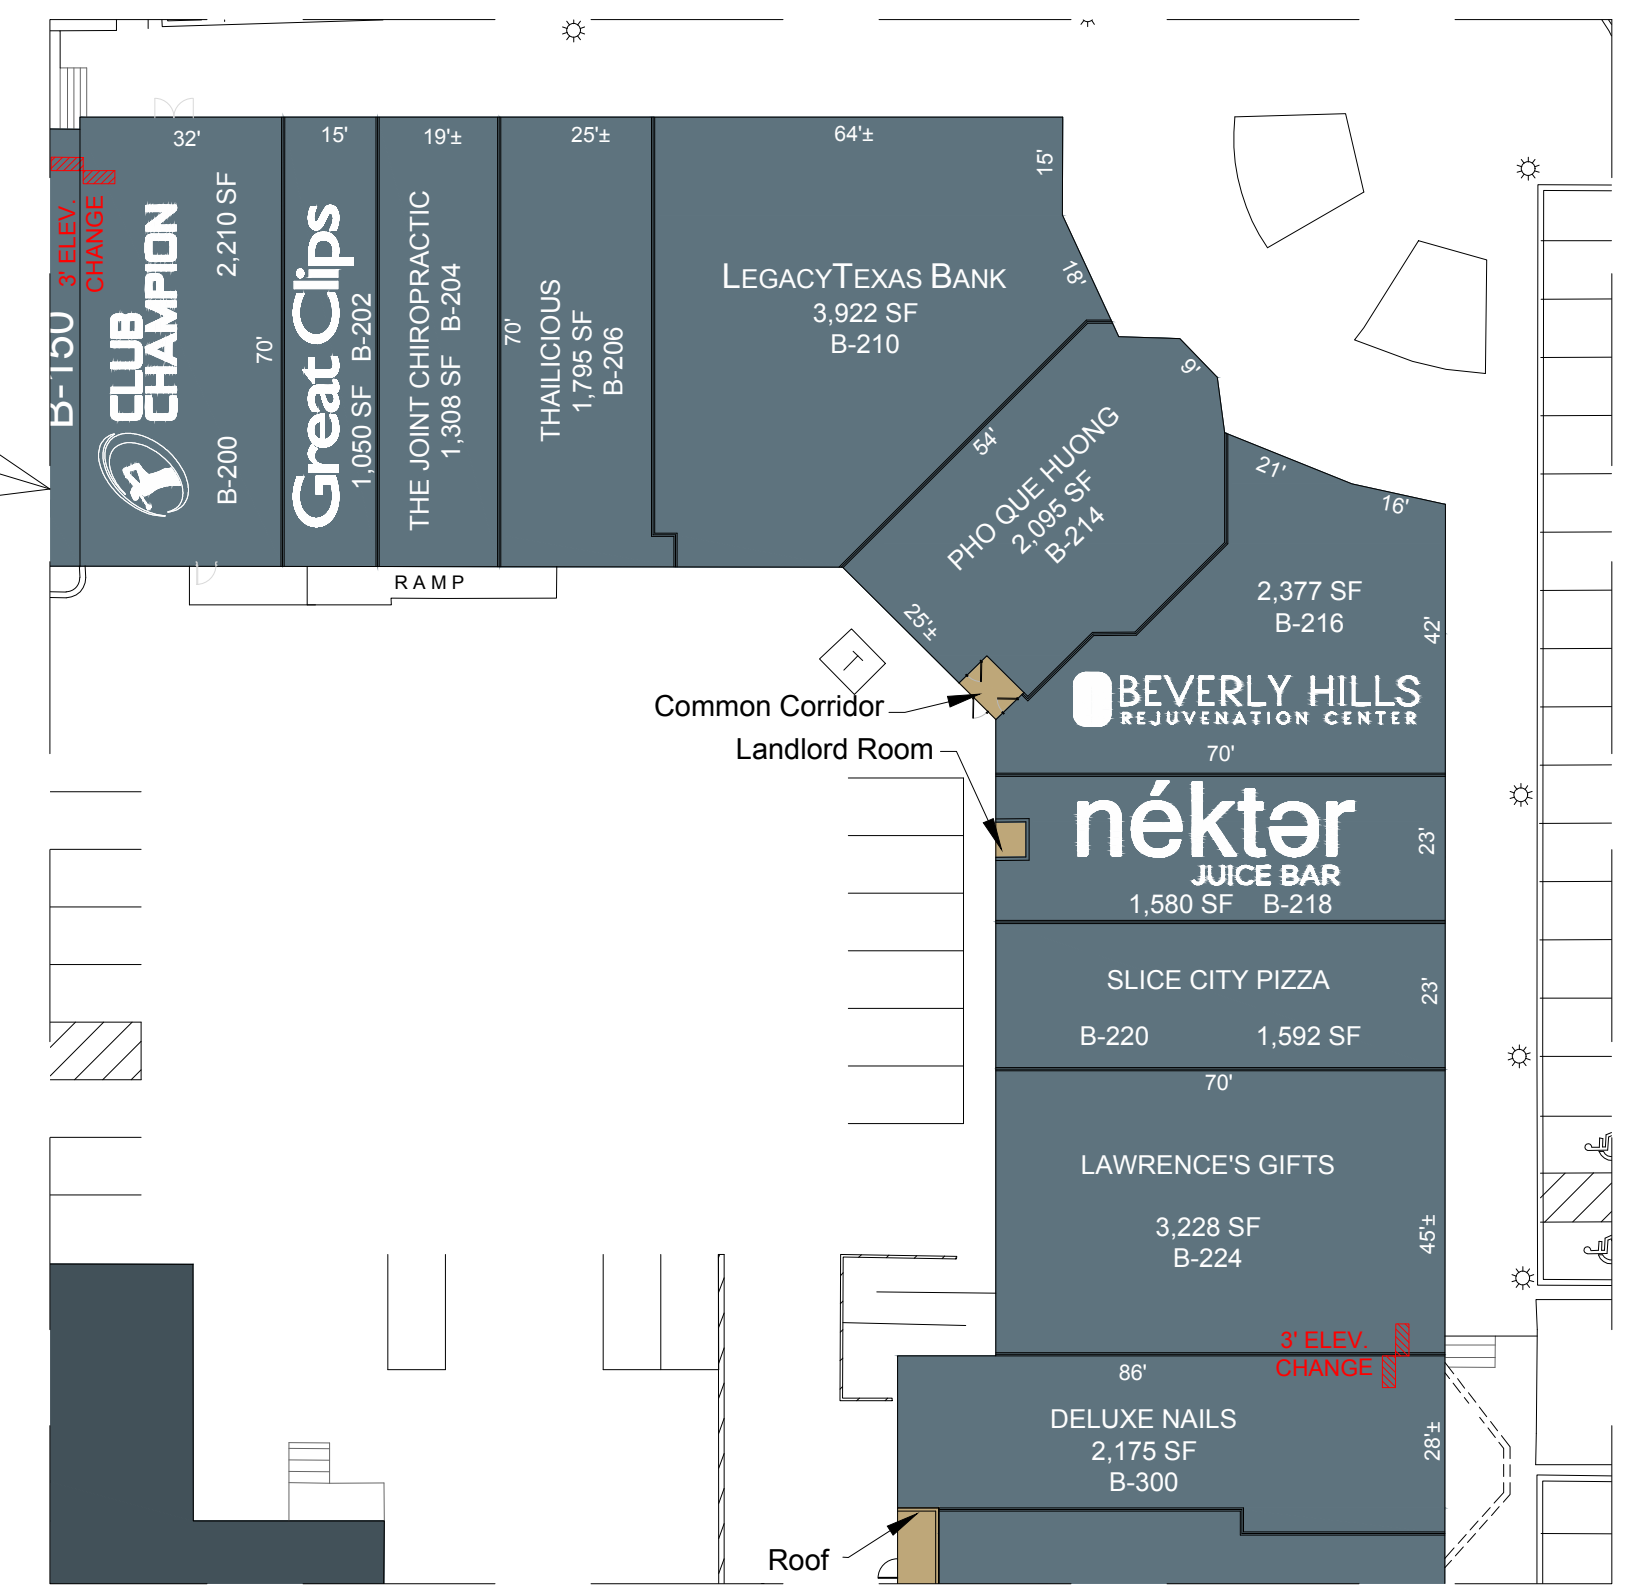 32'
15'
19'±
25'±
64'±
15'
18'
3' ELEV.
CHANGE
B-150
CLUB
CHAMPION
2,210 SF
B-200
70'
Great Clips
1,050 SF B-202
THE JOINT CHIROPRACTIC
1,308 SF B-204
70'
THAILICIOUS
1,795 SF
B-206
LEGACYTEXAS BANK
3,922 SF
B-210
54'
9'
PHO QUE HUONG
2,095 SF
B-214
25'±
21'
16'
2,377 SF
B-216
42'
BEVERLY HILLS
REJUVENATION CENTER
70'
RAMP
T
Common Corridor
Landlord Room
néktər
JUICE BAR
1,580 SF B-218
23'
SLICE CITY PIZZA
B-220 1,592 SF
23'
70'
LAWRENCE'S GIFTS
3,228 SF
B-224
45'±
3' ELEV.
CHANGE
86'
DELUXE NAILS
2,175 SF
B-300
28'±
Roof